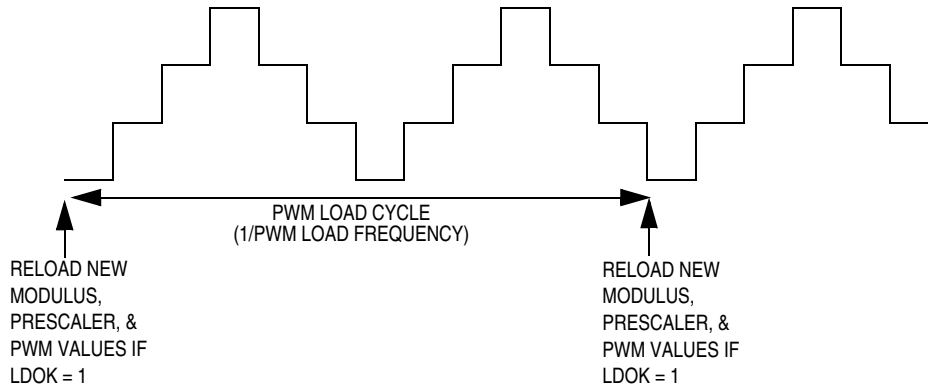 PWM LOAD CYCLE
(1/PWM LOAD FREQUENCY)
RELOAD NEW
MODULUS,
PRESCALER, &
PWM VALUES IF
LDOK = 1
RELOAD NEW
MODULUS,
PRESCALER, &
PWM VALUES IF
LDOK = 1